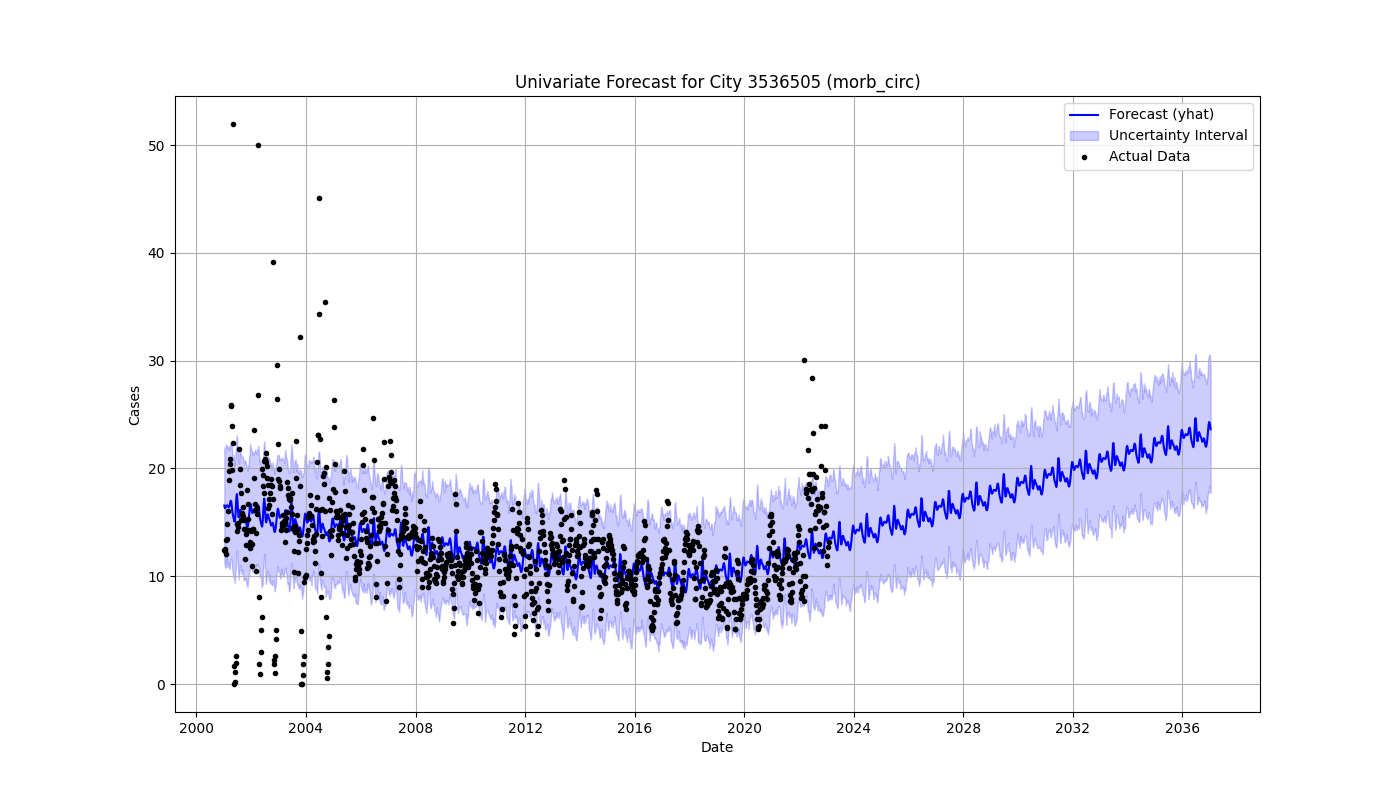 Univariate Forecast for City 3536505 (morb_circ)
Forecast (yhat)
Uncertainty Interval
Actual Data
Cases
50
40
30
20
10
0
2000 2004 2008 2012 2016 2020 2024 2028 2032 2036
Date